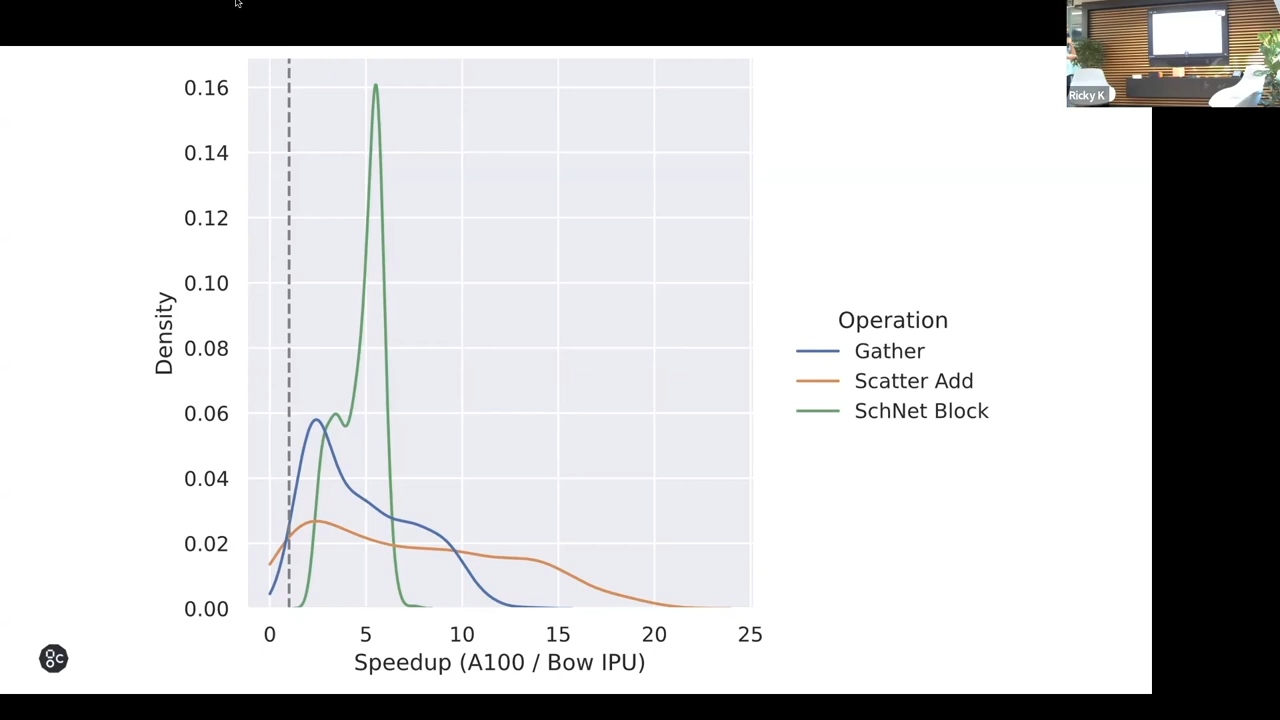 Ricky K
0.16
0.14
0.12
0.10
0.08
0.06
0.04
0.02
0.00
Density
0 5 10 15 20 25
Speedup (A100 / Bow IPU)
Operation
Gather
Scatter Add
SchNet Block